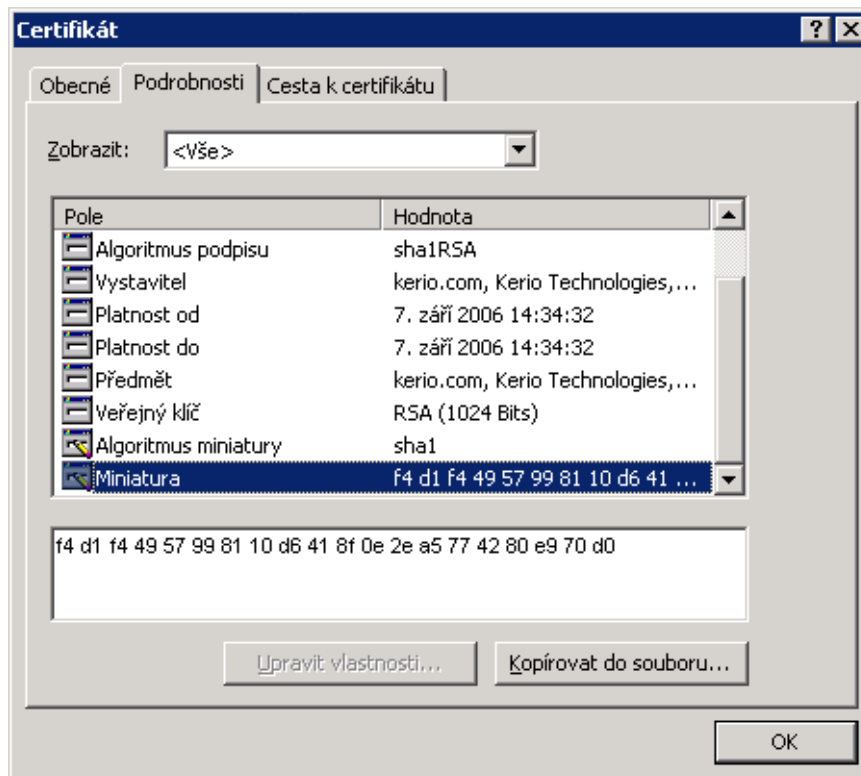 Certifikát
Obecné Podrobnosti Cesta k certifikátu
Zobrazit: <Vše>
Pole Hodnota
Algoritmus podpisu sha1RSA
Vystavitel kerio.com, Kerio Technologies,...
Platnost od 7. září 2006 14:34:32
Platnost do 7. září 2006 14:34:32
Předmět kerio.com, Kerio Technologies,...
Veřejný klíč RSA (1024 Bits)
Algoritmus miniatury sha1
Miniatura f4 d1 f4 49 57 99 81 10 d6 41 ...
f4 d1 f4 49 57 99 81 10 d6 41 8f 0e 2e a5 77 42 80 e9 70 d0
Upravit vlastnosti... Kopírovat do souboru...
OK